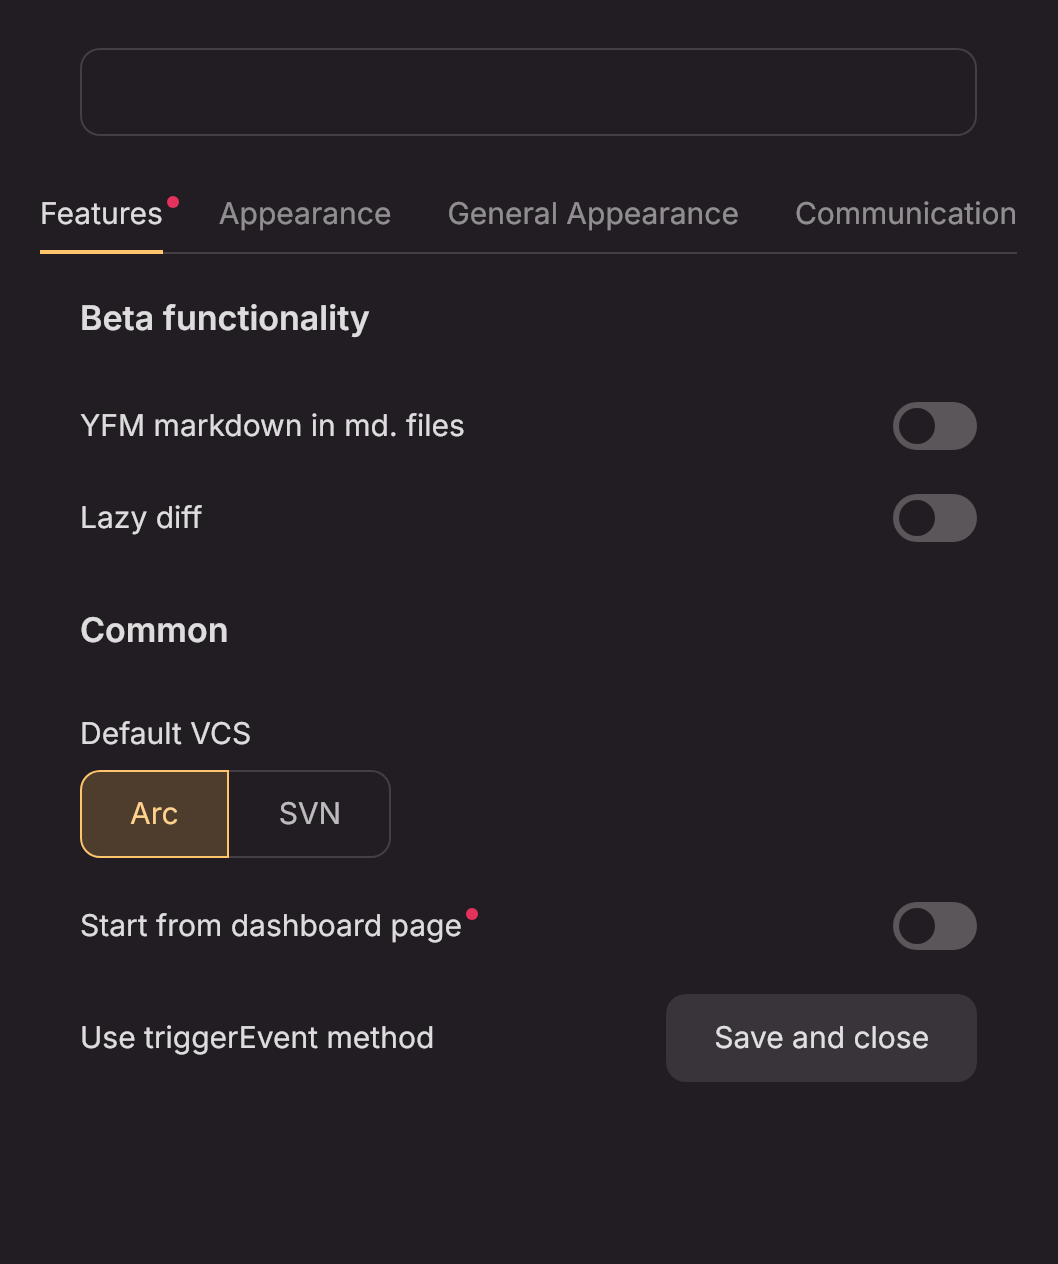 Features Appearance General Appearance Communication
Beta functionality
YFM markdown in md. files
Lazy diff
Common
Default VCS
Arc SVN
Start from dashboard page
Use triggerEvent method Save and close